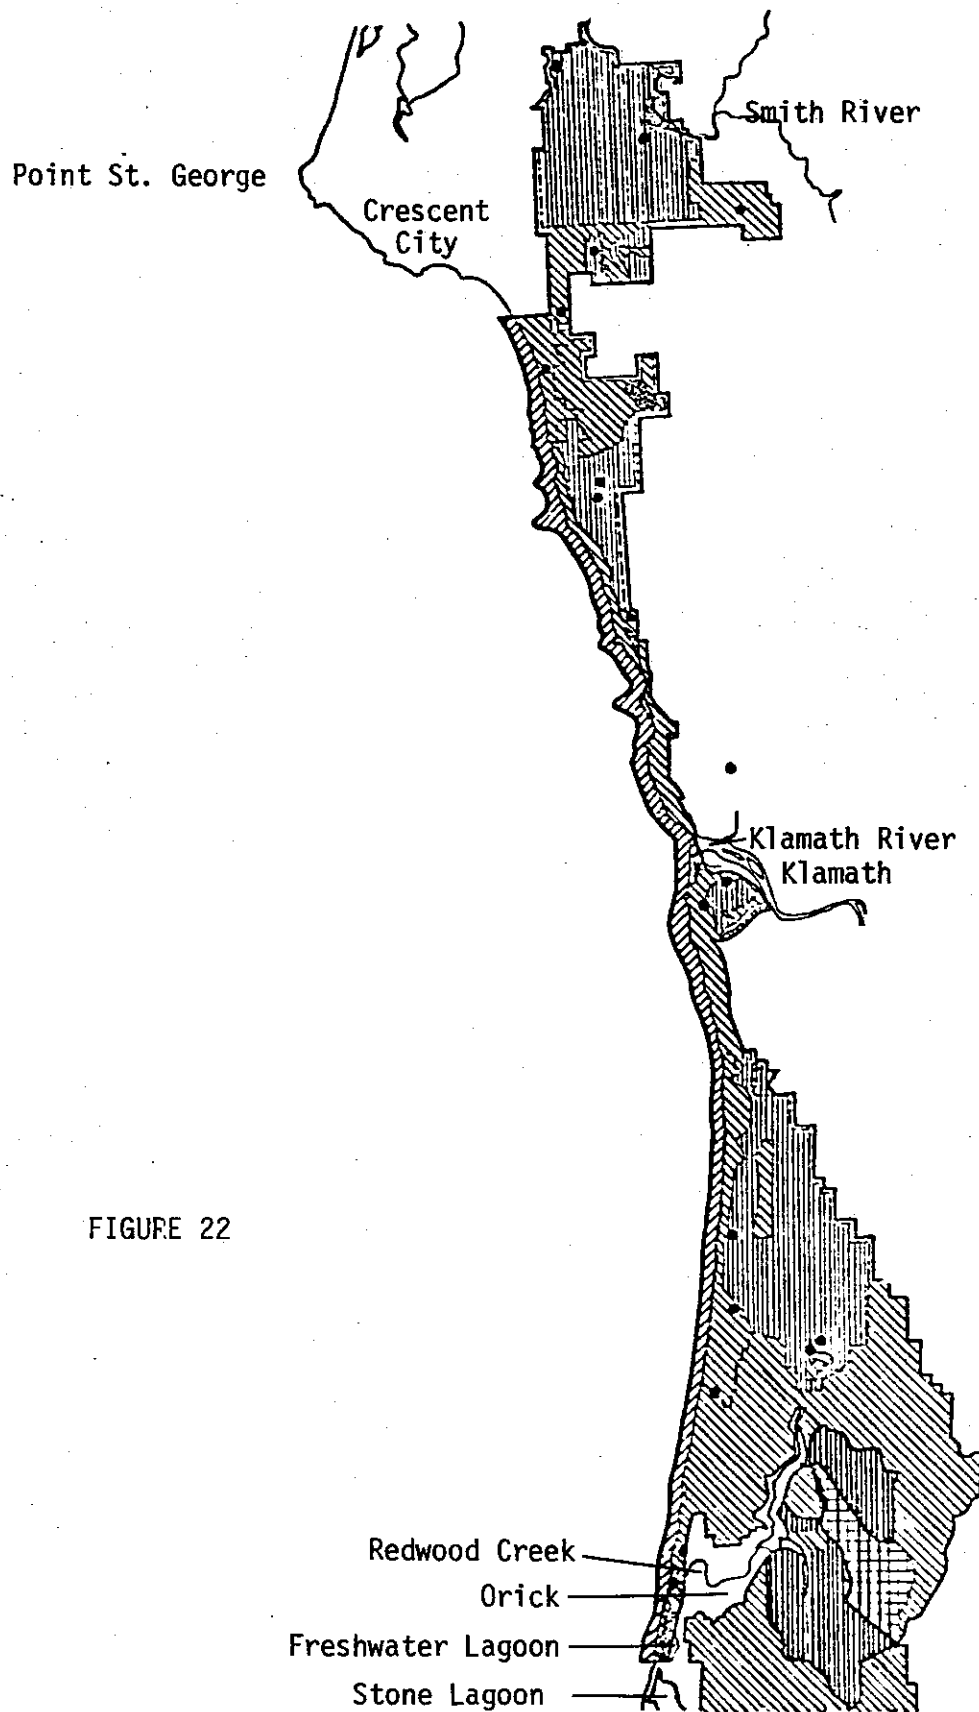 Smith River
Point St. George
Crescent
City
Klamath River
Klamath
FIGURE 22
Redwood Creek
Orick
Freshwater Lagoon
Stone Lagoon